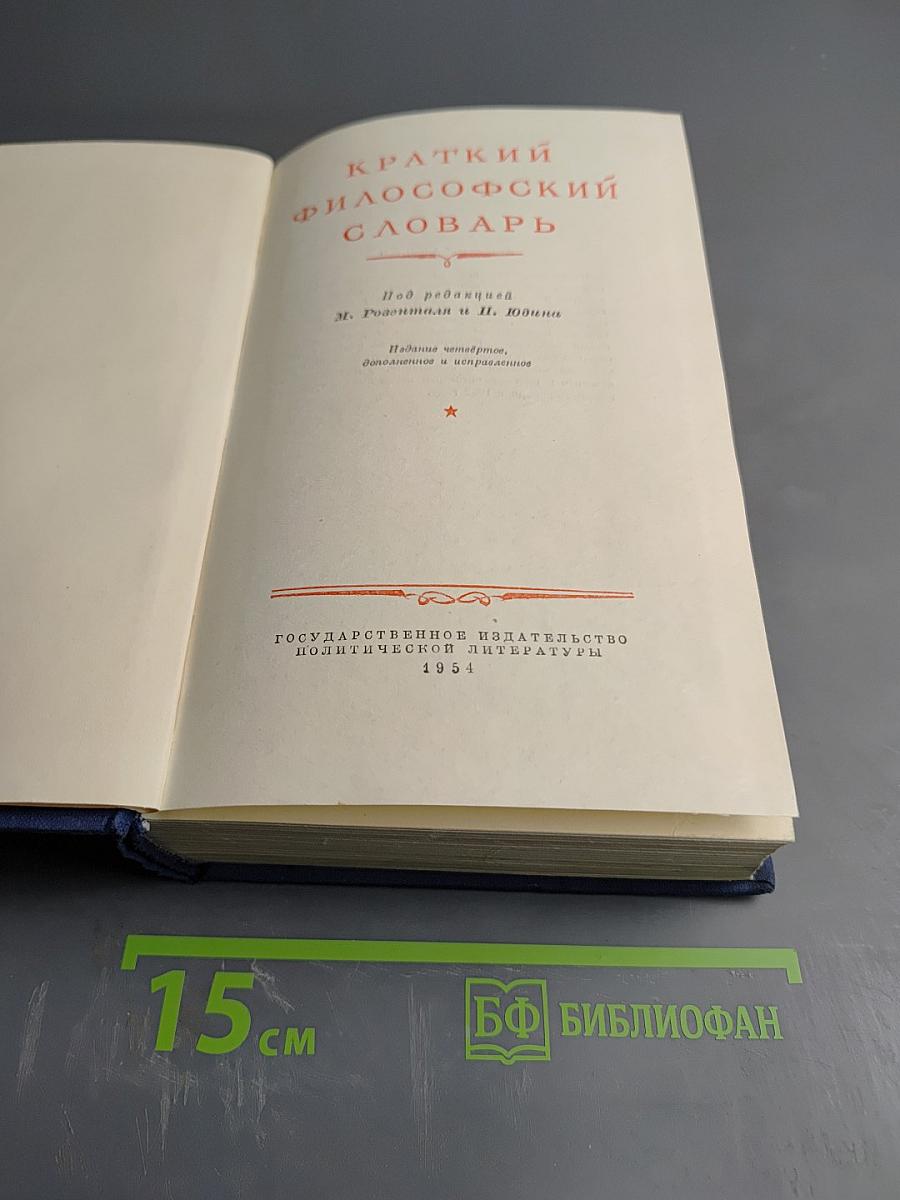 КРАТКИЙ
ФИЛОСОФСКИЙ
СЛОВАРЬ
Под редакцией
М. Розенталя и П. Юдина
Издание четвёртое,
дополненное и исправленное
ГОСУДАРСТВЕННОЕ ИЗДАТЕЛЬСТВО
ПОЛИТИЧЕСКОЙ ЛИТЕРАТУРЫ
1954
15 см
БФ БИБЛИОФАН